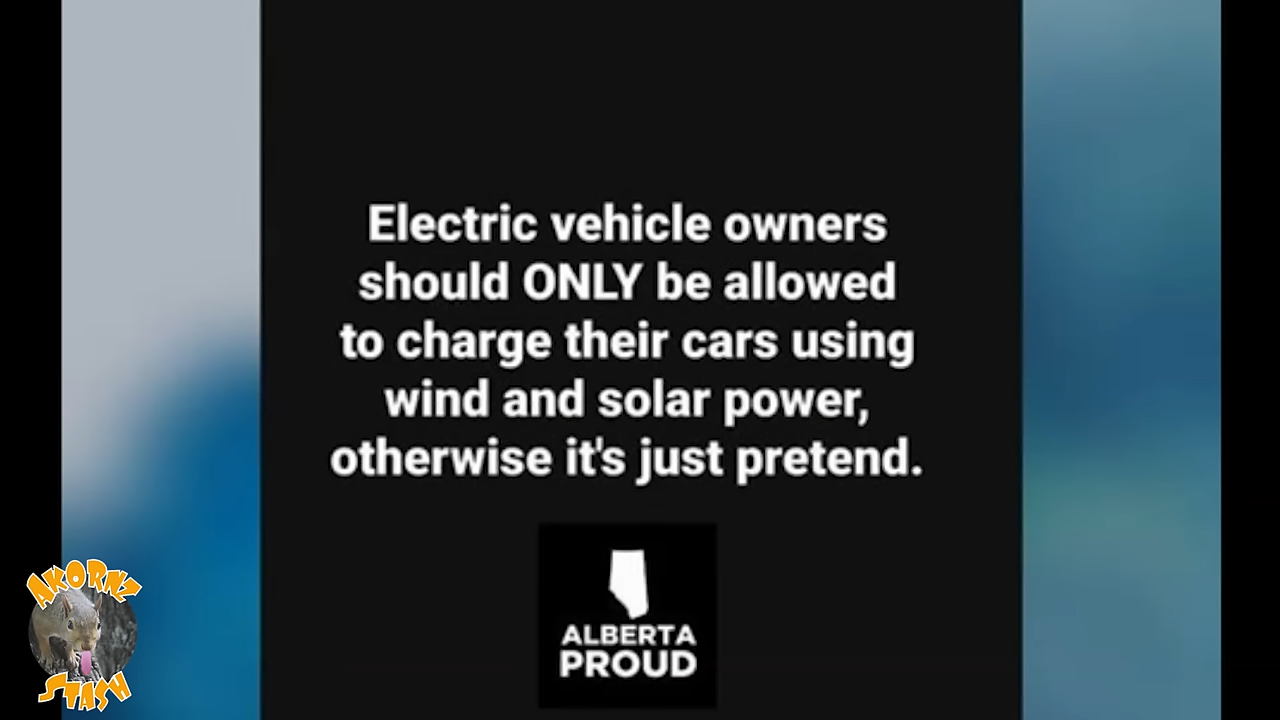 Electric vehicle owners
should ONLY be allowed
to charge their cars using
wind and solar power,
otherwise it's just pretend.
ALBERTA
PROUD
AKORNZ
STASH